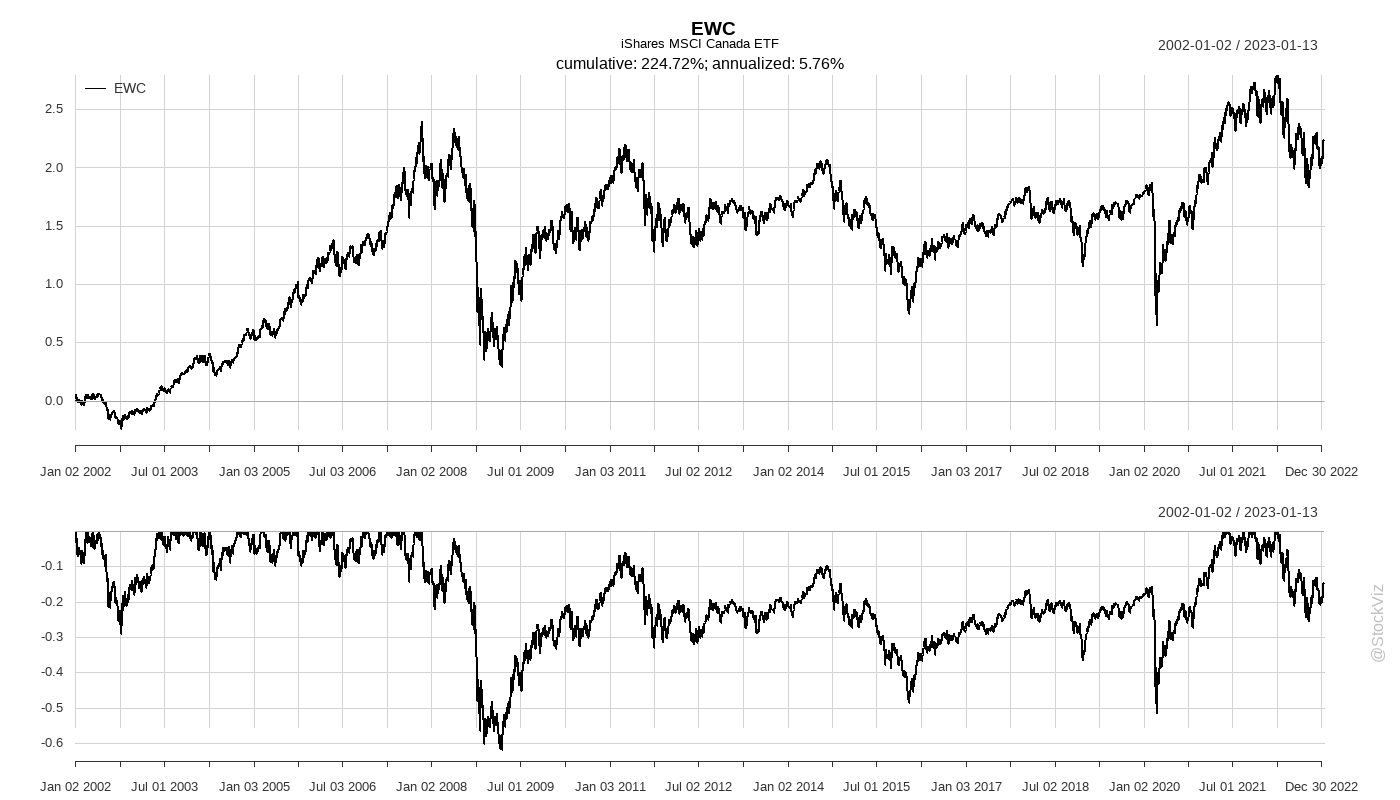 EWC
iShares MSCI Canada ETF
2002-01-02 / 2023-01-13
cumulative: 224.72%; annualized: 5.76%
EWC
2.5
2.0
1.5
1.0
0.5
0.0
Jan 02 2002 Jul 01 2003 Jan 03 2005 Jul 03 2006 Jan 02 2008 Jul 01 2009 Jan 03 2011 Jul 02 2012 Jan 02 2014 Jul 01 2015 Jan 03 2017 Jul 02 2018 Jan 02 2020 Jul 01 2021 Dec 30 2022
2002-01-02 / 2023-01-13
-0.1
-0.2
-0.3
-0.4
-0.5
-0.6
Jan 02 2002 Jul 01 2003 Jan 03 2005 Jul 03 2006 Jan 02 2008 Jul 01 2009 Jan 03 2011 Jul 02 2012 Jan 02 2014 Jul 01 2015 Jan 03 2017 Jul 02 2018 Jan 02 2020 Jul 01 2021 Dec 30 2022
@StockViz